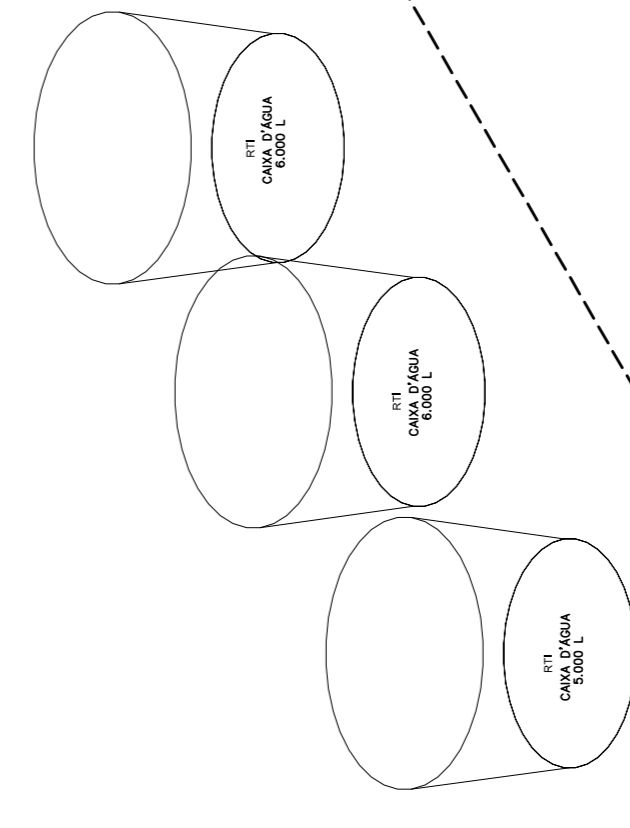 RTI
CAIXA D'ÁGUA
6.000 L
RTI
CAIXA D'ÁGUA
6.000 L
RTI
CAIXA D'ÁGUA
5.000 L